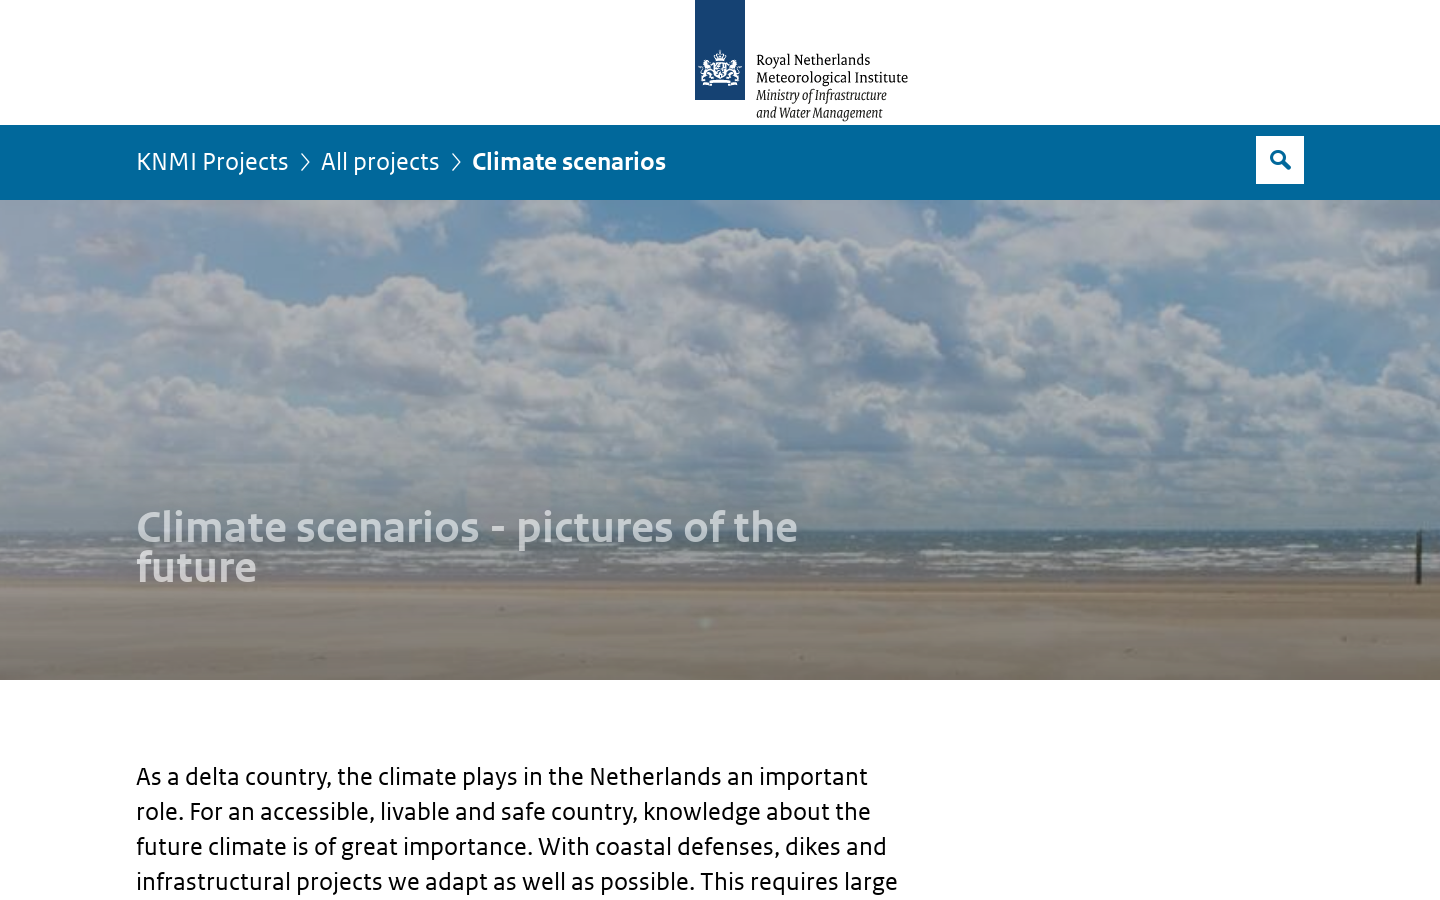 Royal Netherlands
Meteorological Institute
Ministry of Infrastructure
and Water Management
KNMI Projects > All projects > Climate scenarios
Climate scenarios - pictures of the
future
As a delta country, the climate plays in the Netherlands an important
role. For an accessible, livable and safe country, knowledge about the
future climate is of great importance. With coastal defenses, dikes and
infrastructural projects we adapt as well as possible. This requires large